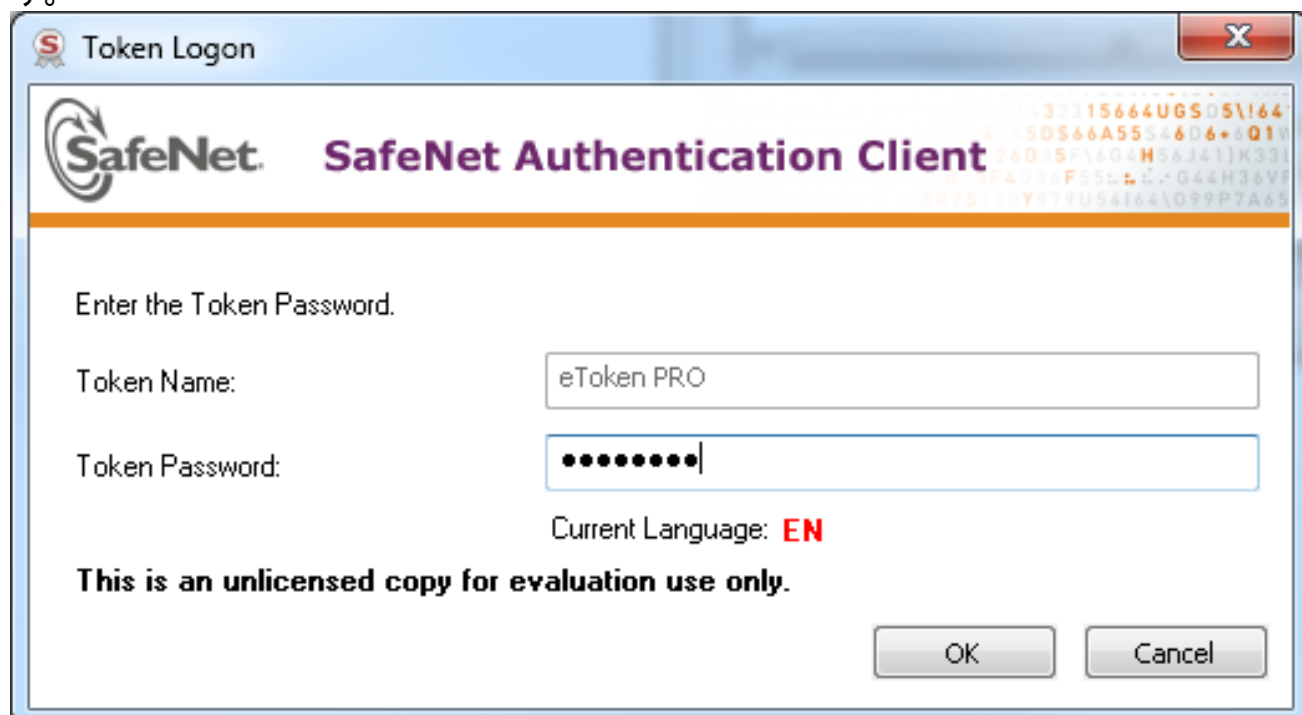 す。
Token Logon
SafeNet. SafeNet Authentication Client
Enter the Token Password.
Token Name: eToken PRO
Token Password: ••••••••
Current Language: EN
This is an unlicensed copy for evaluation use only.
OK Cancel